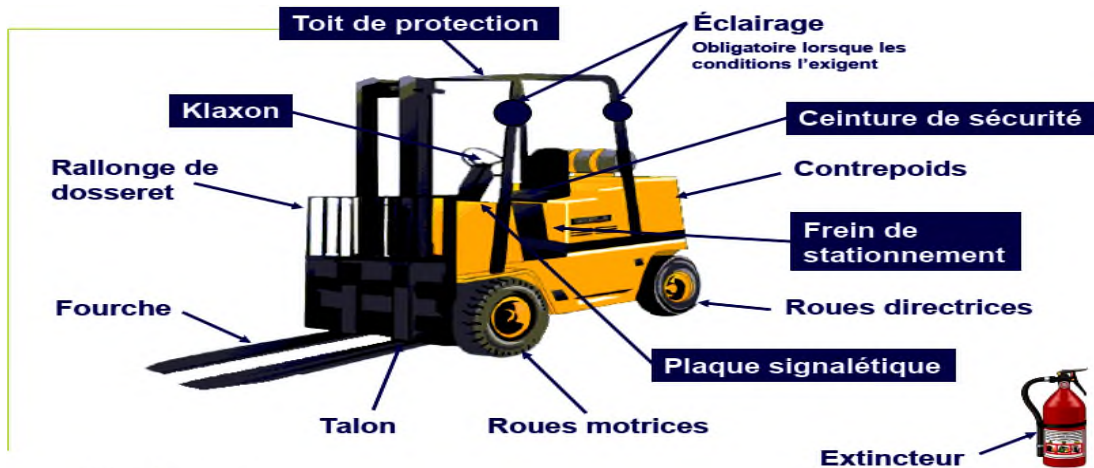 Toit de protection
Éclairage
Obligatoire lorsque les
conditions l'exigent
Klaxon
Ceinture de sécurité
Rallonge de
dosseret
Contrepoids
Frein de
stationnement
Fourche
Roues directrices
Plaque signalétique
Talon
Roues motrices
Extincteur